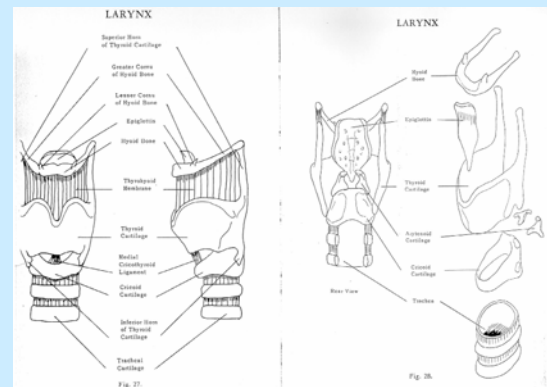 LARYNX
Superior Horn
of Thyroid Cartilage
Greater Cornu
of Hyoid Bone
Lesser Cornu
of Hyoid Bone
Epiglottis
Hyoid Bone
Thyrohyoid
Membrane
Thyroid
Cartilage
Medial
Cricothyroid
Ligament
Cricoid
Cartilage
Inferior Horn
of Thyroid Cartilage
Tracheal
Cartilage
Fig. 27.
LARYNX
Hyoid
Bone
Epiglottis
Thyroid
Cartilage
Arytenoid
Cartilage
Cricoid
Cartilage
Rear View
Trachea
Fig. 28.